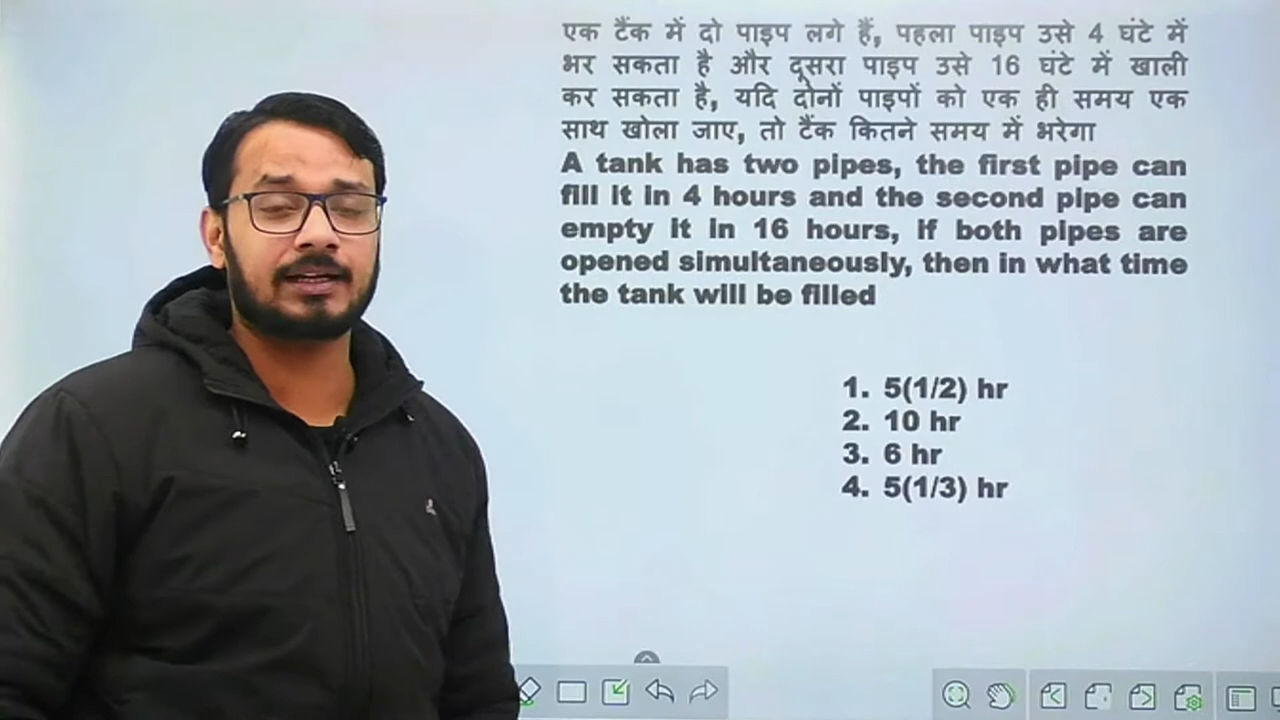 एक टैंक में दो पाइप लगे हैं, पहला पाइप उसे 4 घंटे में
भर सकता है और दूसरा पाइप उसे 16 घंटे में खाली
कर सकता है, यदि दोनों पाइपों को एक ही समय एक
साथ खोला जाए, तो टैंक कितने समय में भरेगा
A tank has two pipes, the first pipe can
fill it in 4 hours and the second pipe can
empty it in 16 hours, if both pipes are
opened simultaneously, then in what time
the tank will be filled
1. 5(1/2) hr
2. 10 hr
3. 6 hr
4. 5(1/3) hr